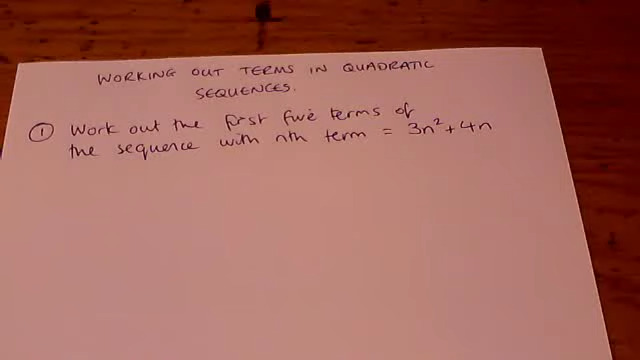 WORKING OUT TERMS IN QUADRATIC
SEQUENCES.
① Work out the first five terms of
the sequence with nth term = 3n² + 4n